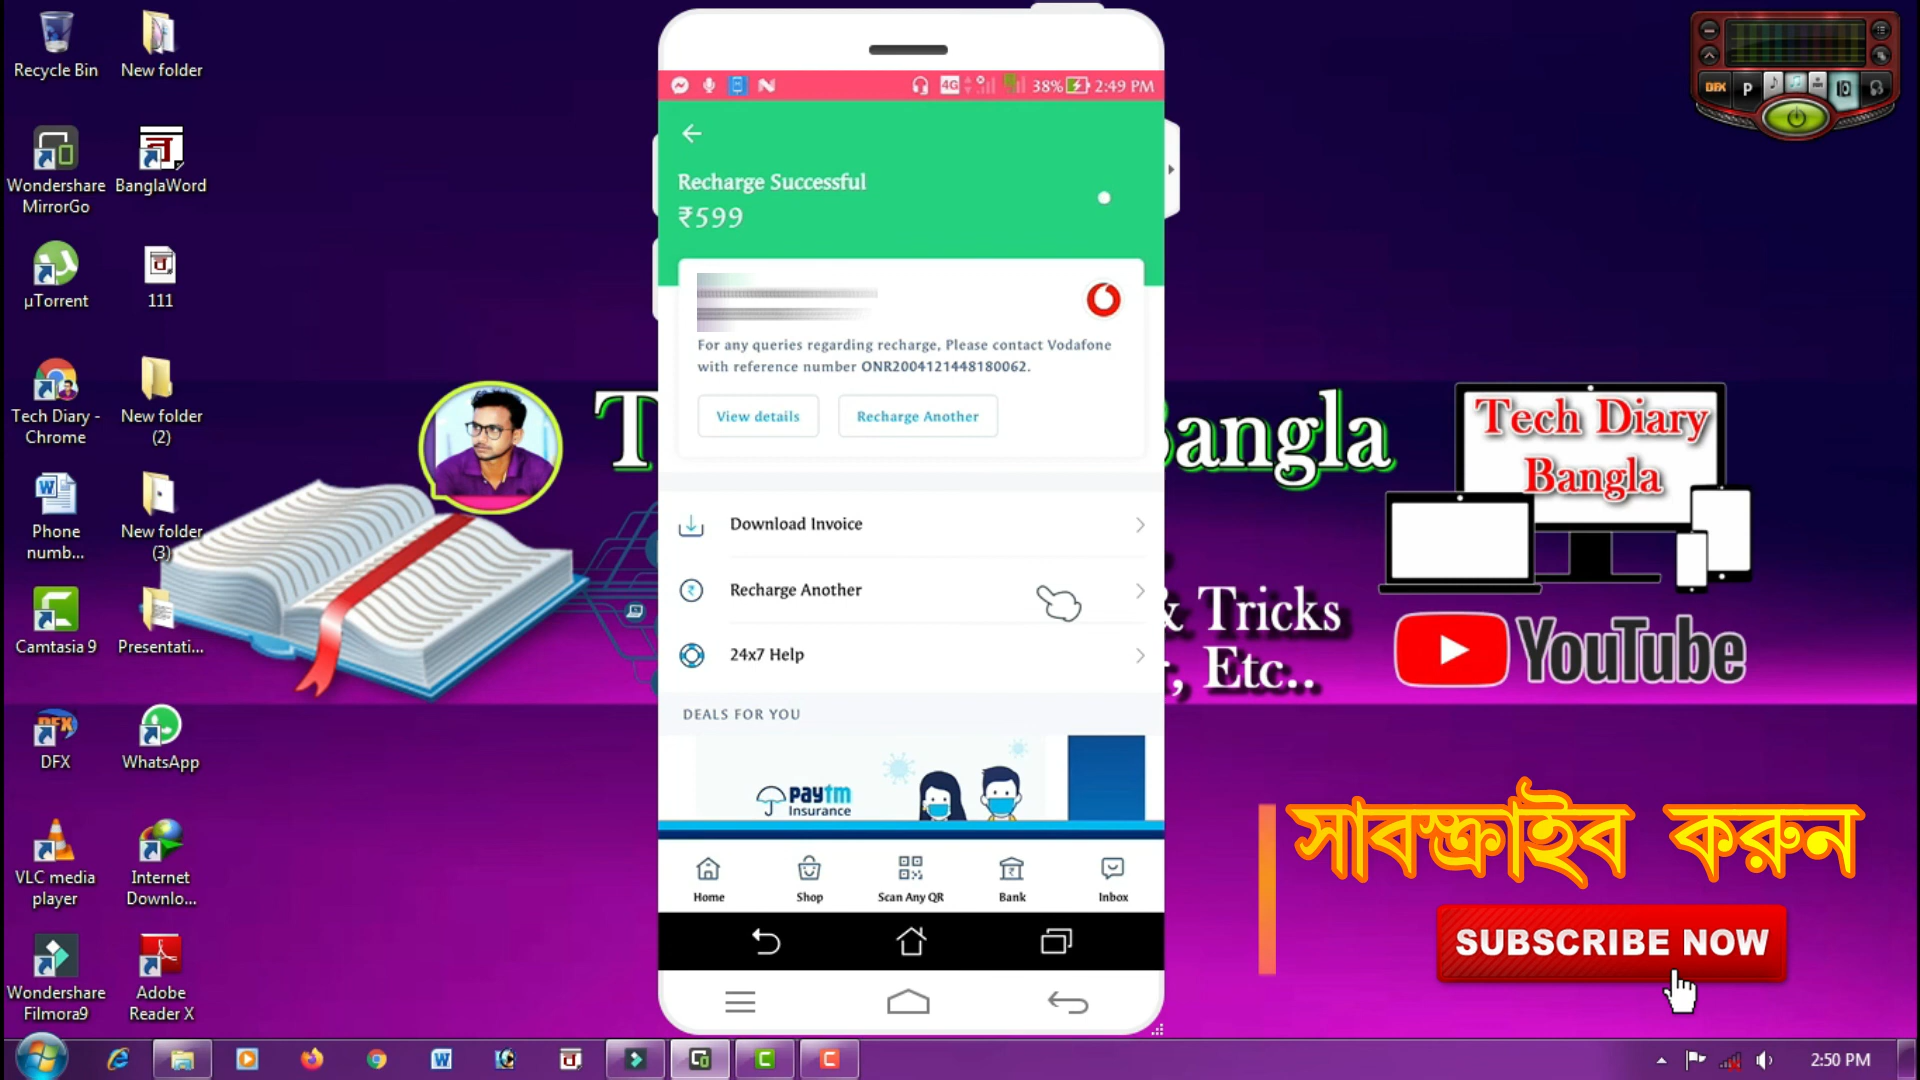 Recycle Bin
New folder
Wondershare
MirrorGo
BanglaWord
µTorrent
111
Tech Diary -
Chrome
New folder
(2)
Phone
numb...
New folder
(3)
Camtasia 9
Presentati...
DFX
WhatsApp
VLC media
player
Internet
Downlo...
Wondershare
Filmora9
Adobe
Reader X
4G
38%
2:49 PM
Recharge Successful
₹599
For any queries regarding recharge, Please contact Vodafone
with reference number ONR2004121448180062.
View details
Recharge Another
Download Invoice
Recharge Another
24x7 Help
DEALS FOR YOU
paytm
Insurance
Home
Shop
Scan Any QR
Bank
Inbox
T
Bangla
& Tricks
, Etc..
DFX
P
Tech Diary
Bangla
YouTube
সাবস্ক্রাইব করুন
SUBSCRIBE NOW
2:50 PM